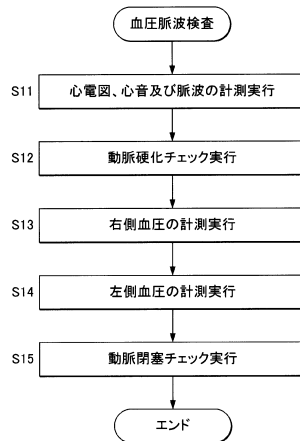 血圧脈波検査
S11 心電図、心音及び脈波の計測実行
S12 動脈硬化チェック実行
S13 右側血圧の計測実行
S14 左側血圧の計測実行
S15 動脈閉塞チェック実行
エンド